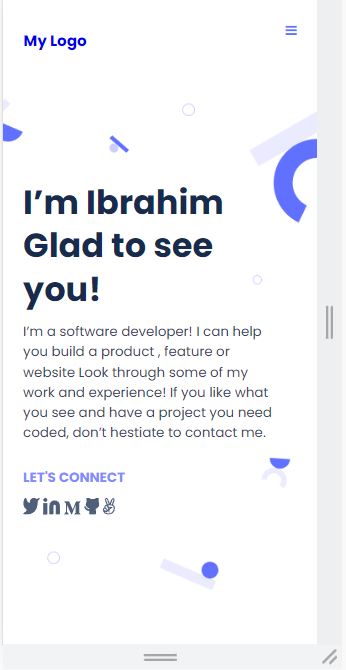 My Logo
I'm Ibrahim
Glad to see
you!
I'm a software developer! I can help
you build a product , feature or
website Look through some of my
work and experience! If you like what
you see and have a project you need
coded, don't hestiate to contact me.
LET'S CONNECT